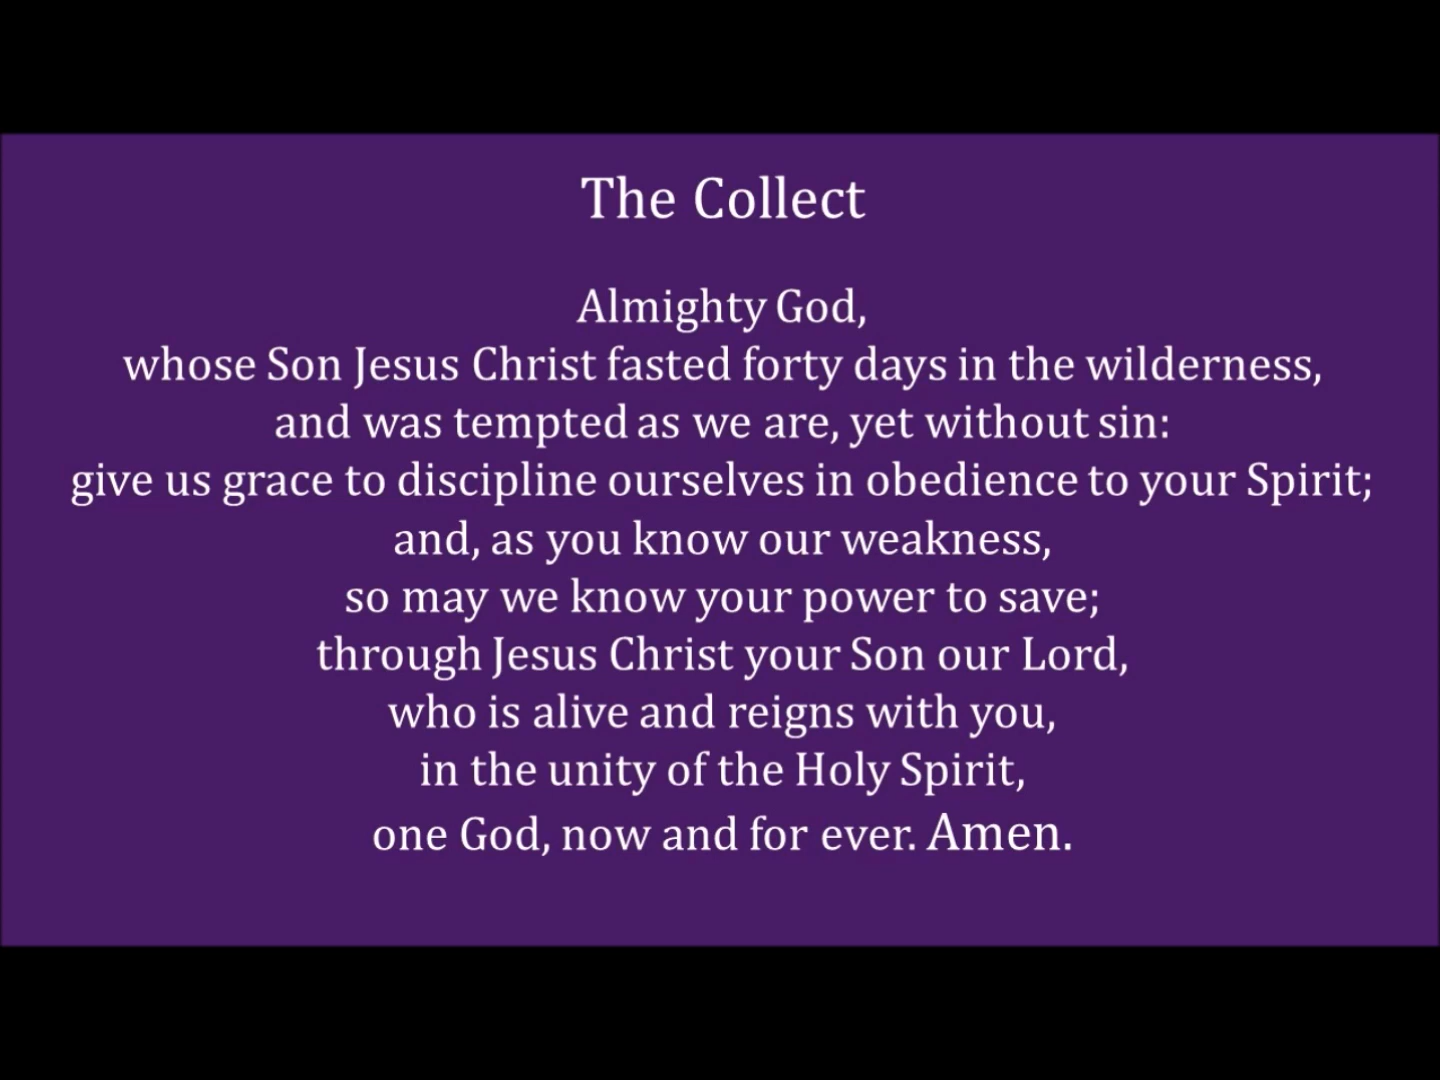 The Collect
Almighty God,
whose Son Jesus Christ fasted forty days in the wilderness,
and was tempted as we are, yet without sin:
give us grace to discipline ourselves in obedience to your Spirit;
and, as you know our weakness,
so may we know your power to save;
through Jesus Christ your Son our Lord,
who is alive and reigns with you,
in the unity of the Holy Spirit,
one God, now and for ever. Amen.